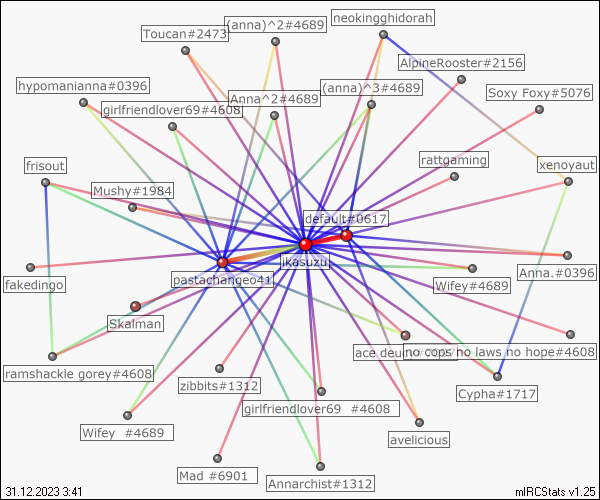 neokingghidorah
(anna)^2#4689
Toucan#2473
AlpineRooster#2156
hypomanianna#0396
(anna)^3#4689
Soxy Foxy#5076
Anna^2#4689
girlfriendlover69#4608
frisout
rattgaming
xenoyaut
Mushy#1984
default#0617
jkasuzu
Anna.#0396
pastachangeo41
fakedingo
Wifey#4689
Skalman
ace
no cops no laws no hope#4608
ramshackle gorey#4608
zibbits#1312
Cypha#1717
girlfriendlover69 #4608
Wifey #4689
avelicious
Mad #6901
Annarchist#1312
31.12.2023 3:41
mIRCStats v1.25